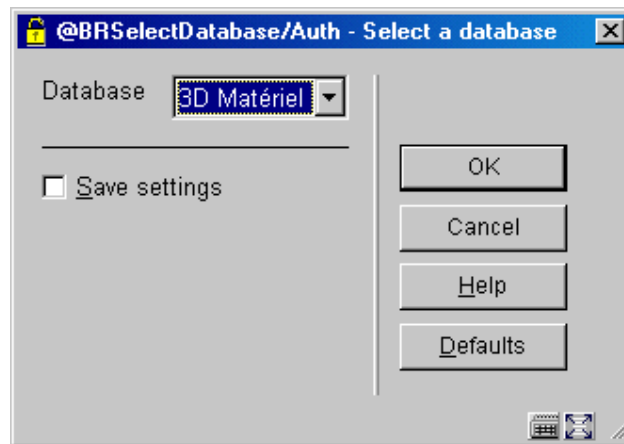 @BRSelectDatabase/Auth - Select a database
Database 3D Matériel
Save settings
OK
Cancel
Help
Defaults